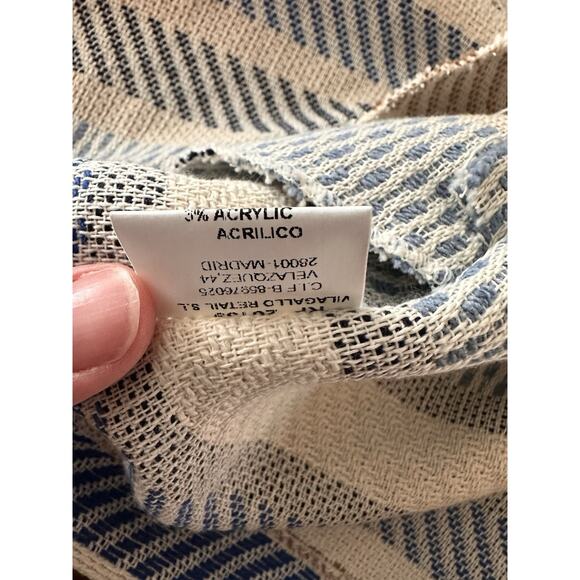 3% ACRYLIC
ACRILICO
VILAGALLO RETAIL S.L
C.I.F B-85976025
VELAZQUEZ,44
28001-MADRID